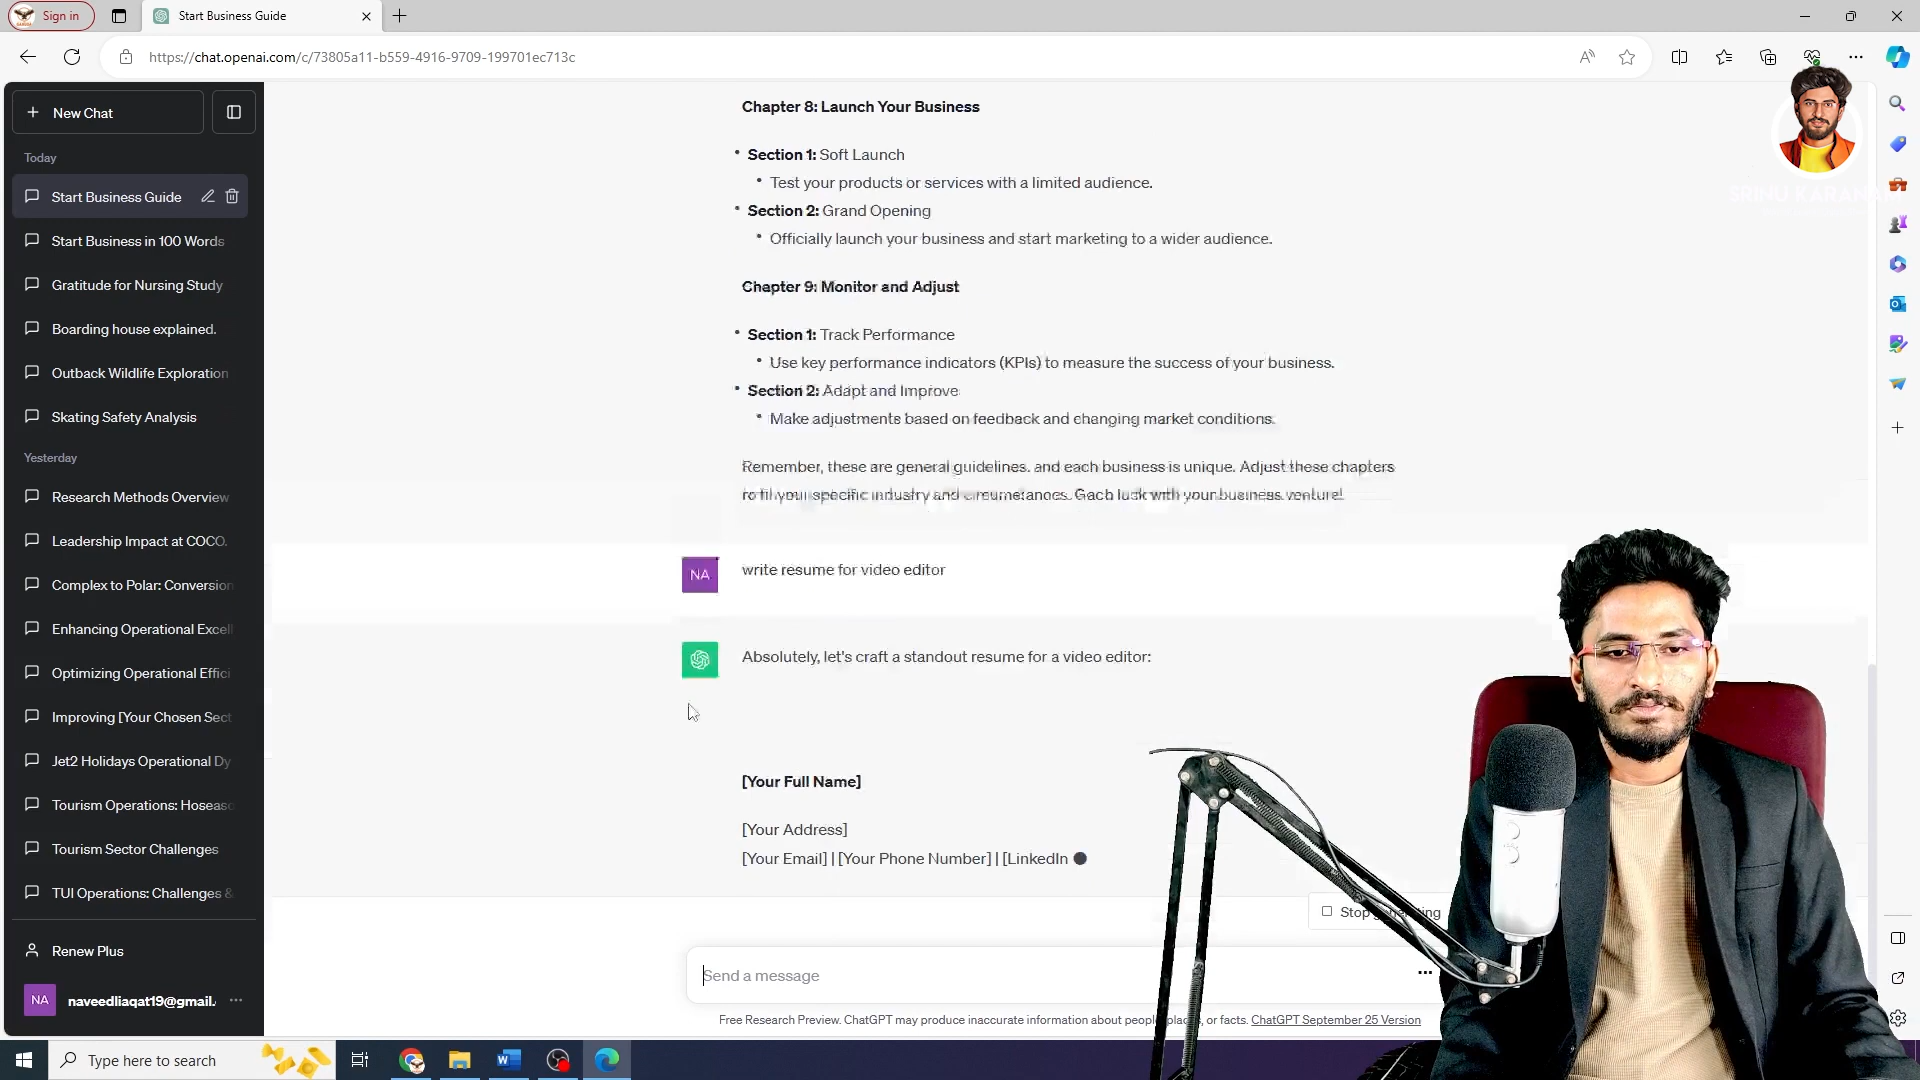 Sign in
Start Business Guide
https://chat.openai.com/c/73805a11-b559-4916-9709-199701ec713c
New Chat
Today
Start Business Guide
Start Business in 100 Words
Gratitude for Nursing Study
Boarding house explained.
Outback Wildlife Exploration
Skating Safety Analysis
Yesterday
Research Methods Overview
Leadership Impact at COCO.
Complex to Polar: Conversion
Enhancing Operational Excell
Optimizing Operational Effici
Improving [Your Chosen Sect
Jet2 Holidays Operational Dy
Tourism Operations: Hoseaso
Tourism Sector Challenges
TUI Operations: Challenges &
Renew Plus
NA
naveedliaqat19@gmail.
Chapter 8: Launch Your Business
Section 1: Soft Launch
Test your products or services with a limited audience.
Section 2: Grand Opening
Officially launch your business and start marketing to a wider audience.
Chapter 9: Monitor and Adjust
Section 1: Track Performance
Use key performance indicators (KPIs) to measure the success of your business.
Section 2: Adapt and Improve
Make adjustments based on feedback and changing market conditions.
Remember, these are general guidelines, and each business is unique. Adjust these chapters
your specific industry and circumstances. luck with your business venture!
NA
write resume for video editor
Absolutely, let's craft a standout resume for a video editor:
[Your Full Name]
[Your Address]
[Your Email] | [Your Phone Number] | [LinkedIn
Stop generating
Send a message
Free Research Preview. ChatGPT may produce inaccurate information about people, places, or facts. ChatGPT September 25 Version
SRINU KARANAM
Type here to search